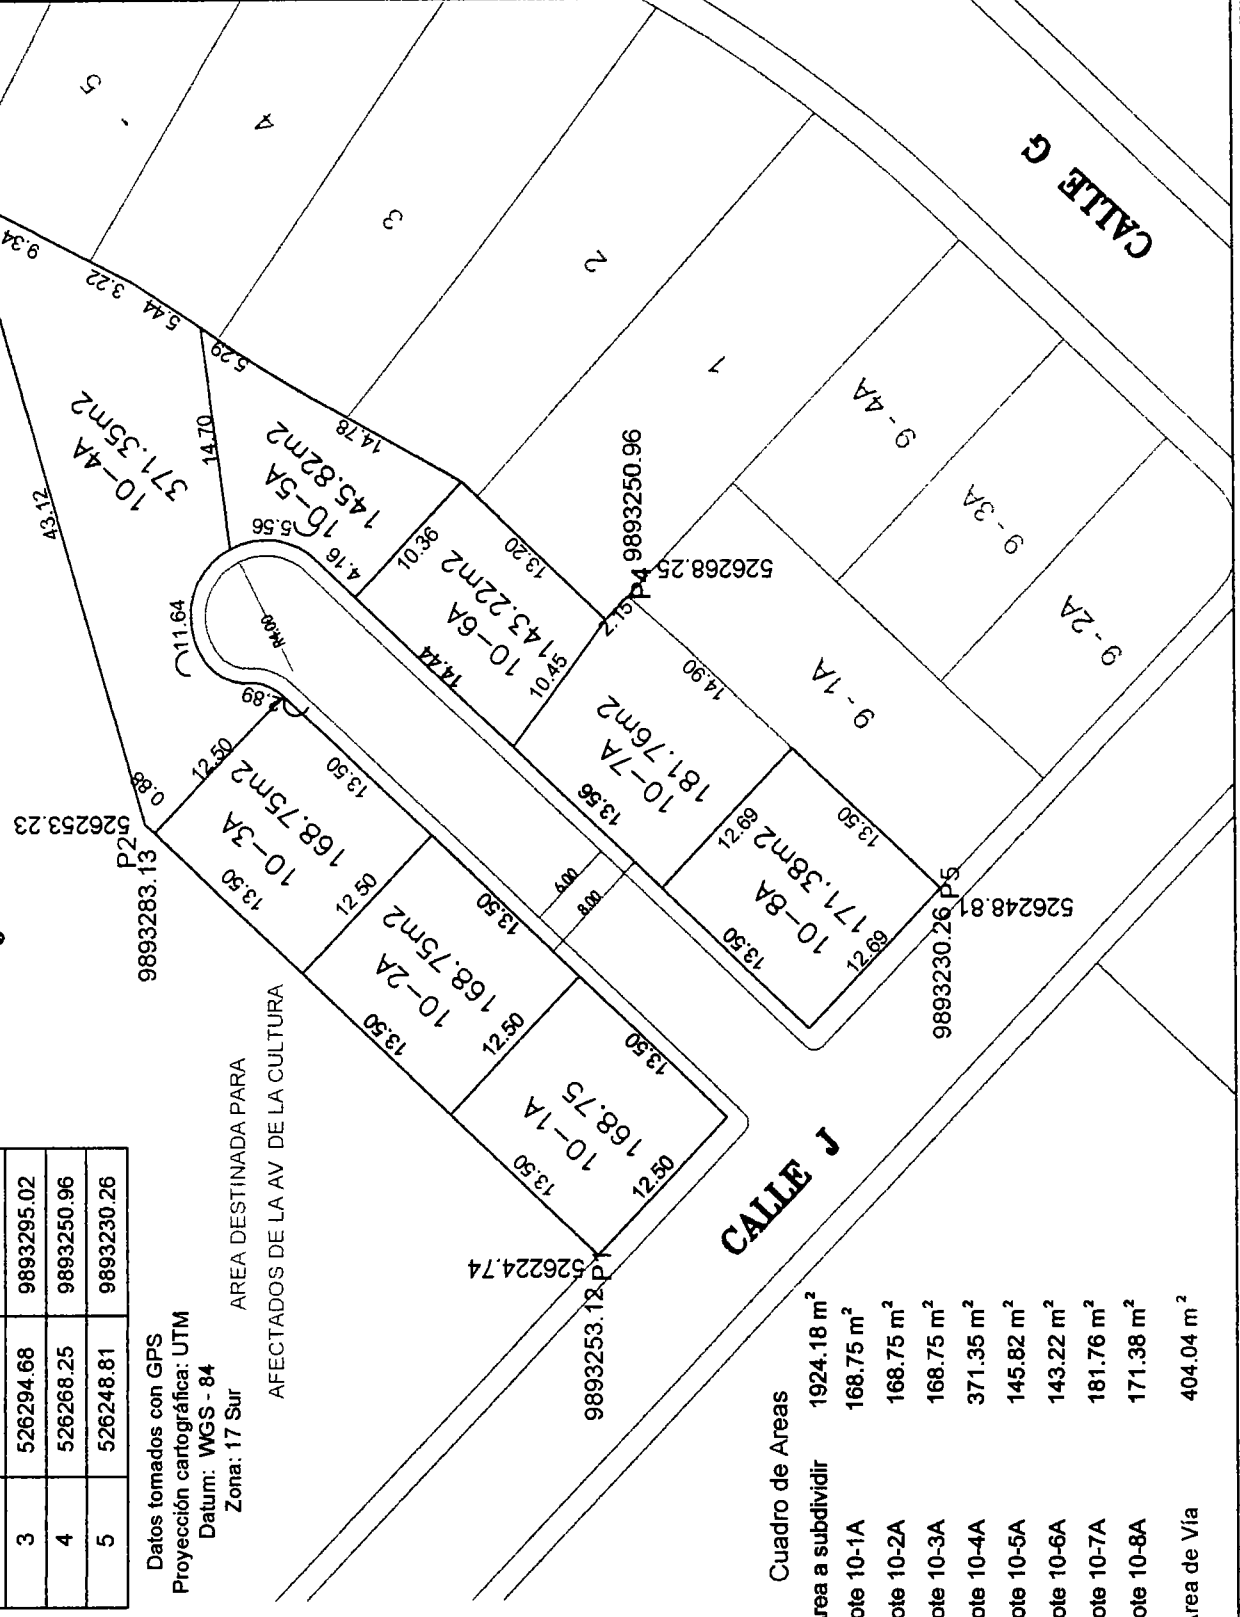 3 526294.68 9893295.02
4 526268.25 9893250.96
5 526248.81 9893230.26
Datos tomados con GPS
Proyección cartográfica: UTM
Datum: WGS - 84
Zona: 17 Sur
AREA DESTINADA PARA
AFECTADOS DE LA AV DE LA CULTURA
P2
526253.23
9893283.13
0.88
43.12
9.34
3.22
5.44
5.29
14.78
10-4A
371.35m2
14.70
10-5A
145.82m2
5.56
4.16
10.36
11.64
R4.00
2.89
12.50
10-3A
168.75m2
13.50
13.50
12.50
10-2A
168.75m2
13.50
13.50
12.50
10-1A
168.75
13.50
13.50
12.50
526224.74
9893253.12 P1
10-6A
143.22m2
14.44
13.20
10.45
2.15
P4 9893250.96
526268.25
10-7A
181.76m2
13.56
14.90
12.69
10-8A
171.38m2
13.50
13.50
12.69
9893230.26 P5
526248.81
6.00
8.00
5
4
3
2
1
9 - 4A
9 - 3A
9 - 2A
9 - 1A
CALLE G
CALLE J
Cuadro de Areas
rea a subdividir 1924.18 m²
ote 10-1A 168.75 m²
ote 10-2A 168.75 m²
ote 10-3A 168.75 m²
ote 10-4A 371.35 m²
ote 10-5A 145.82 m²
ote 10-6A 143.22 m²
ote 10-7A 181.76 m²
ote 10-8A 171.38 m²
rea de Vía 404.04 m²